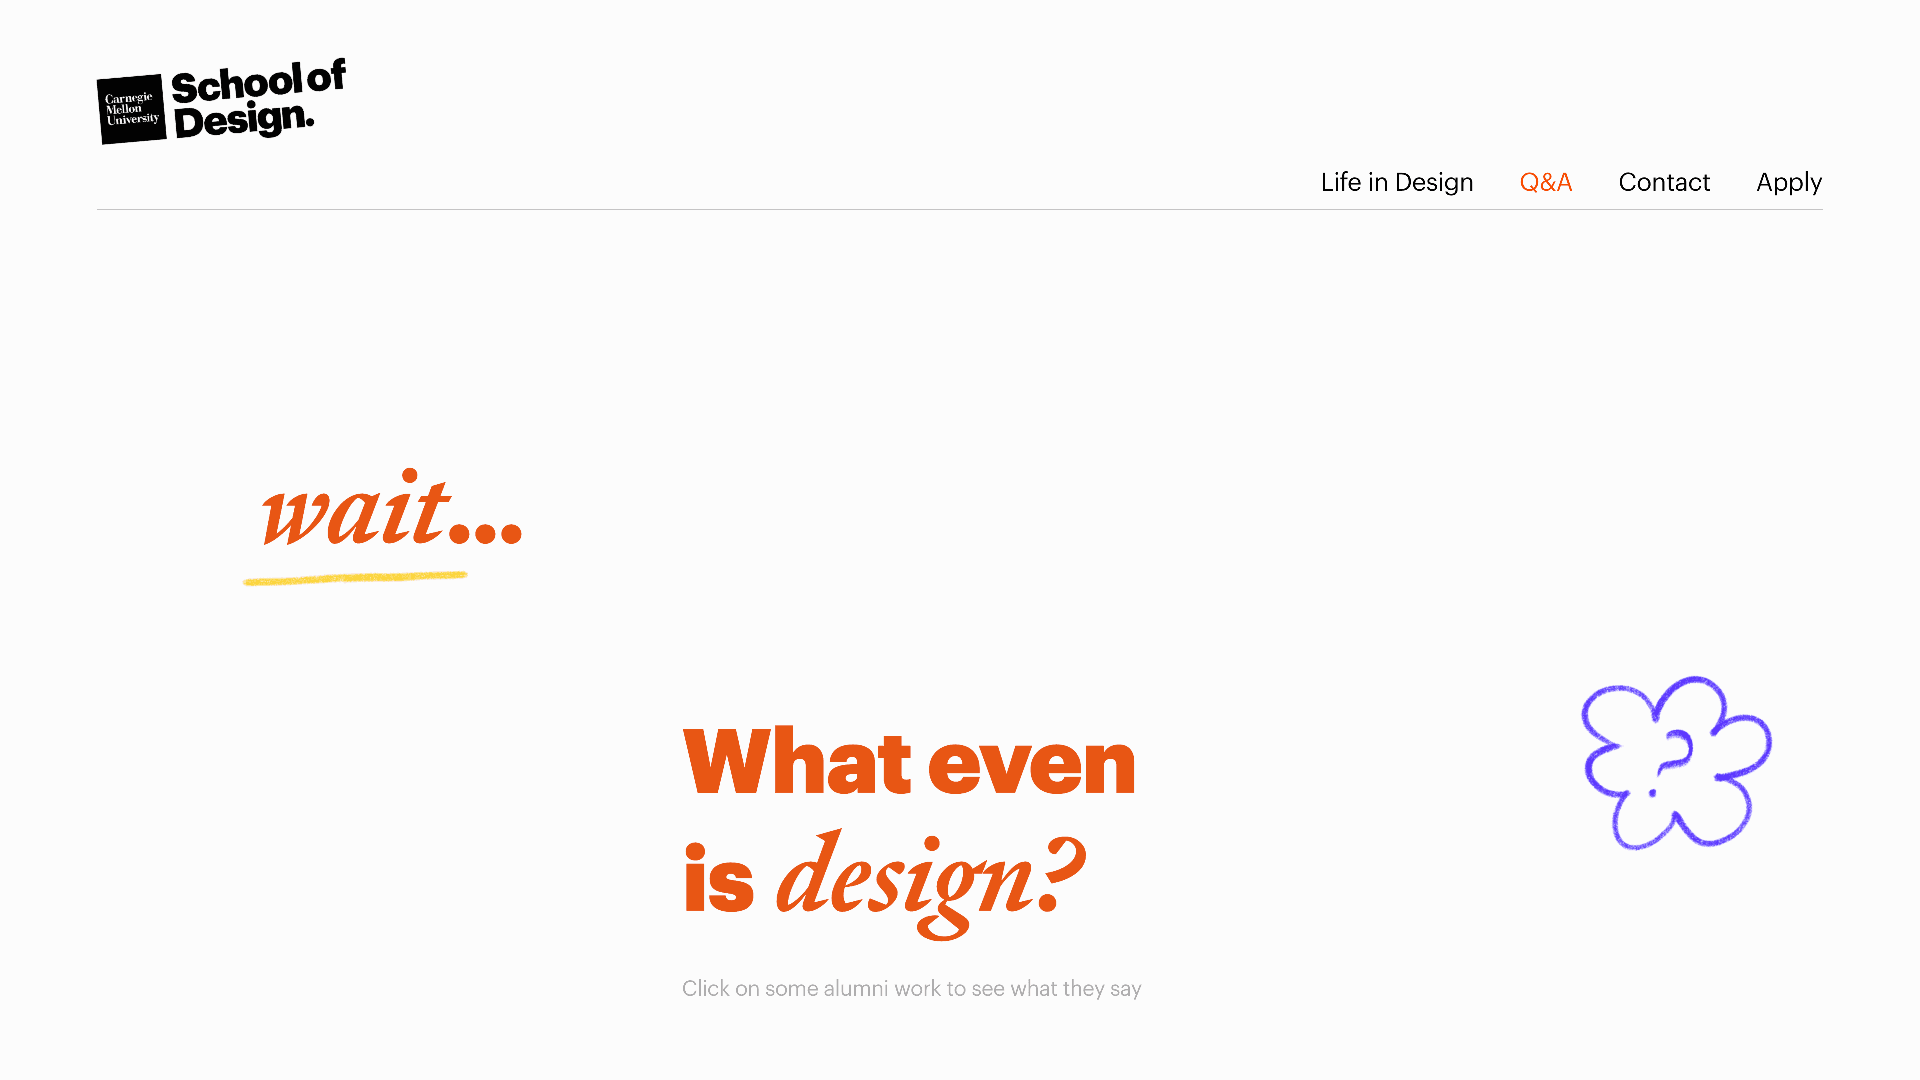 Carnegie
Mellon
University
School of
Design.
Life in Design
Q&A
Contact
Apply
wait...
What even
is design?
?
Click on some alumni work to see what they say